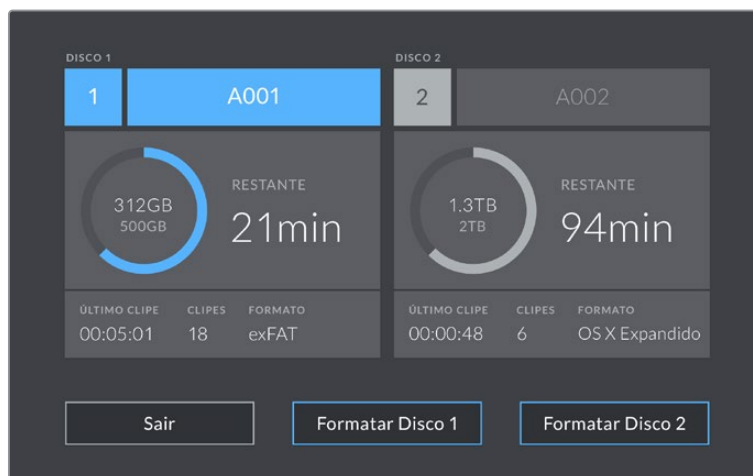 DISCO 1
1 A001
312GB
500GB
RESTANTE
21min
ÚLTIMO CLIPE CLIPES FORMATO
00:05:01 18 exFAT
DISCO 2
2 A002
1.3TB
2TB
RESTANTE
94min
ÚLTIMO CLIPE CLIPES FORMATO
00:00:48 6 OS X Expandido
Sair Formatar Disco 1 Formatar Disco 2